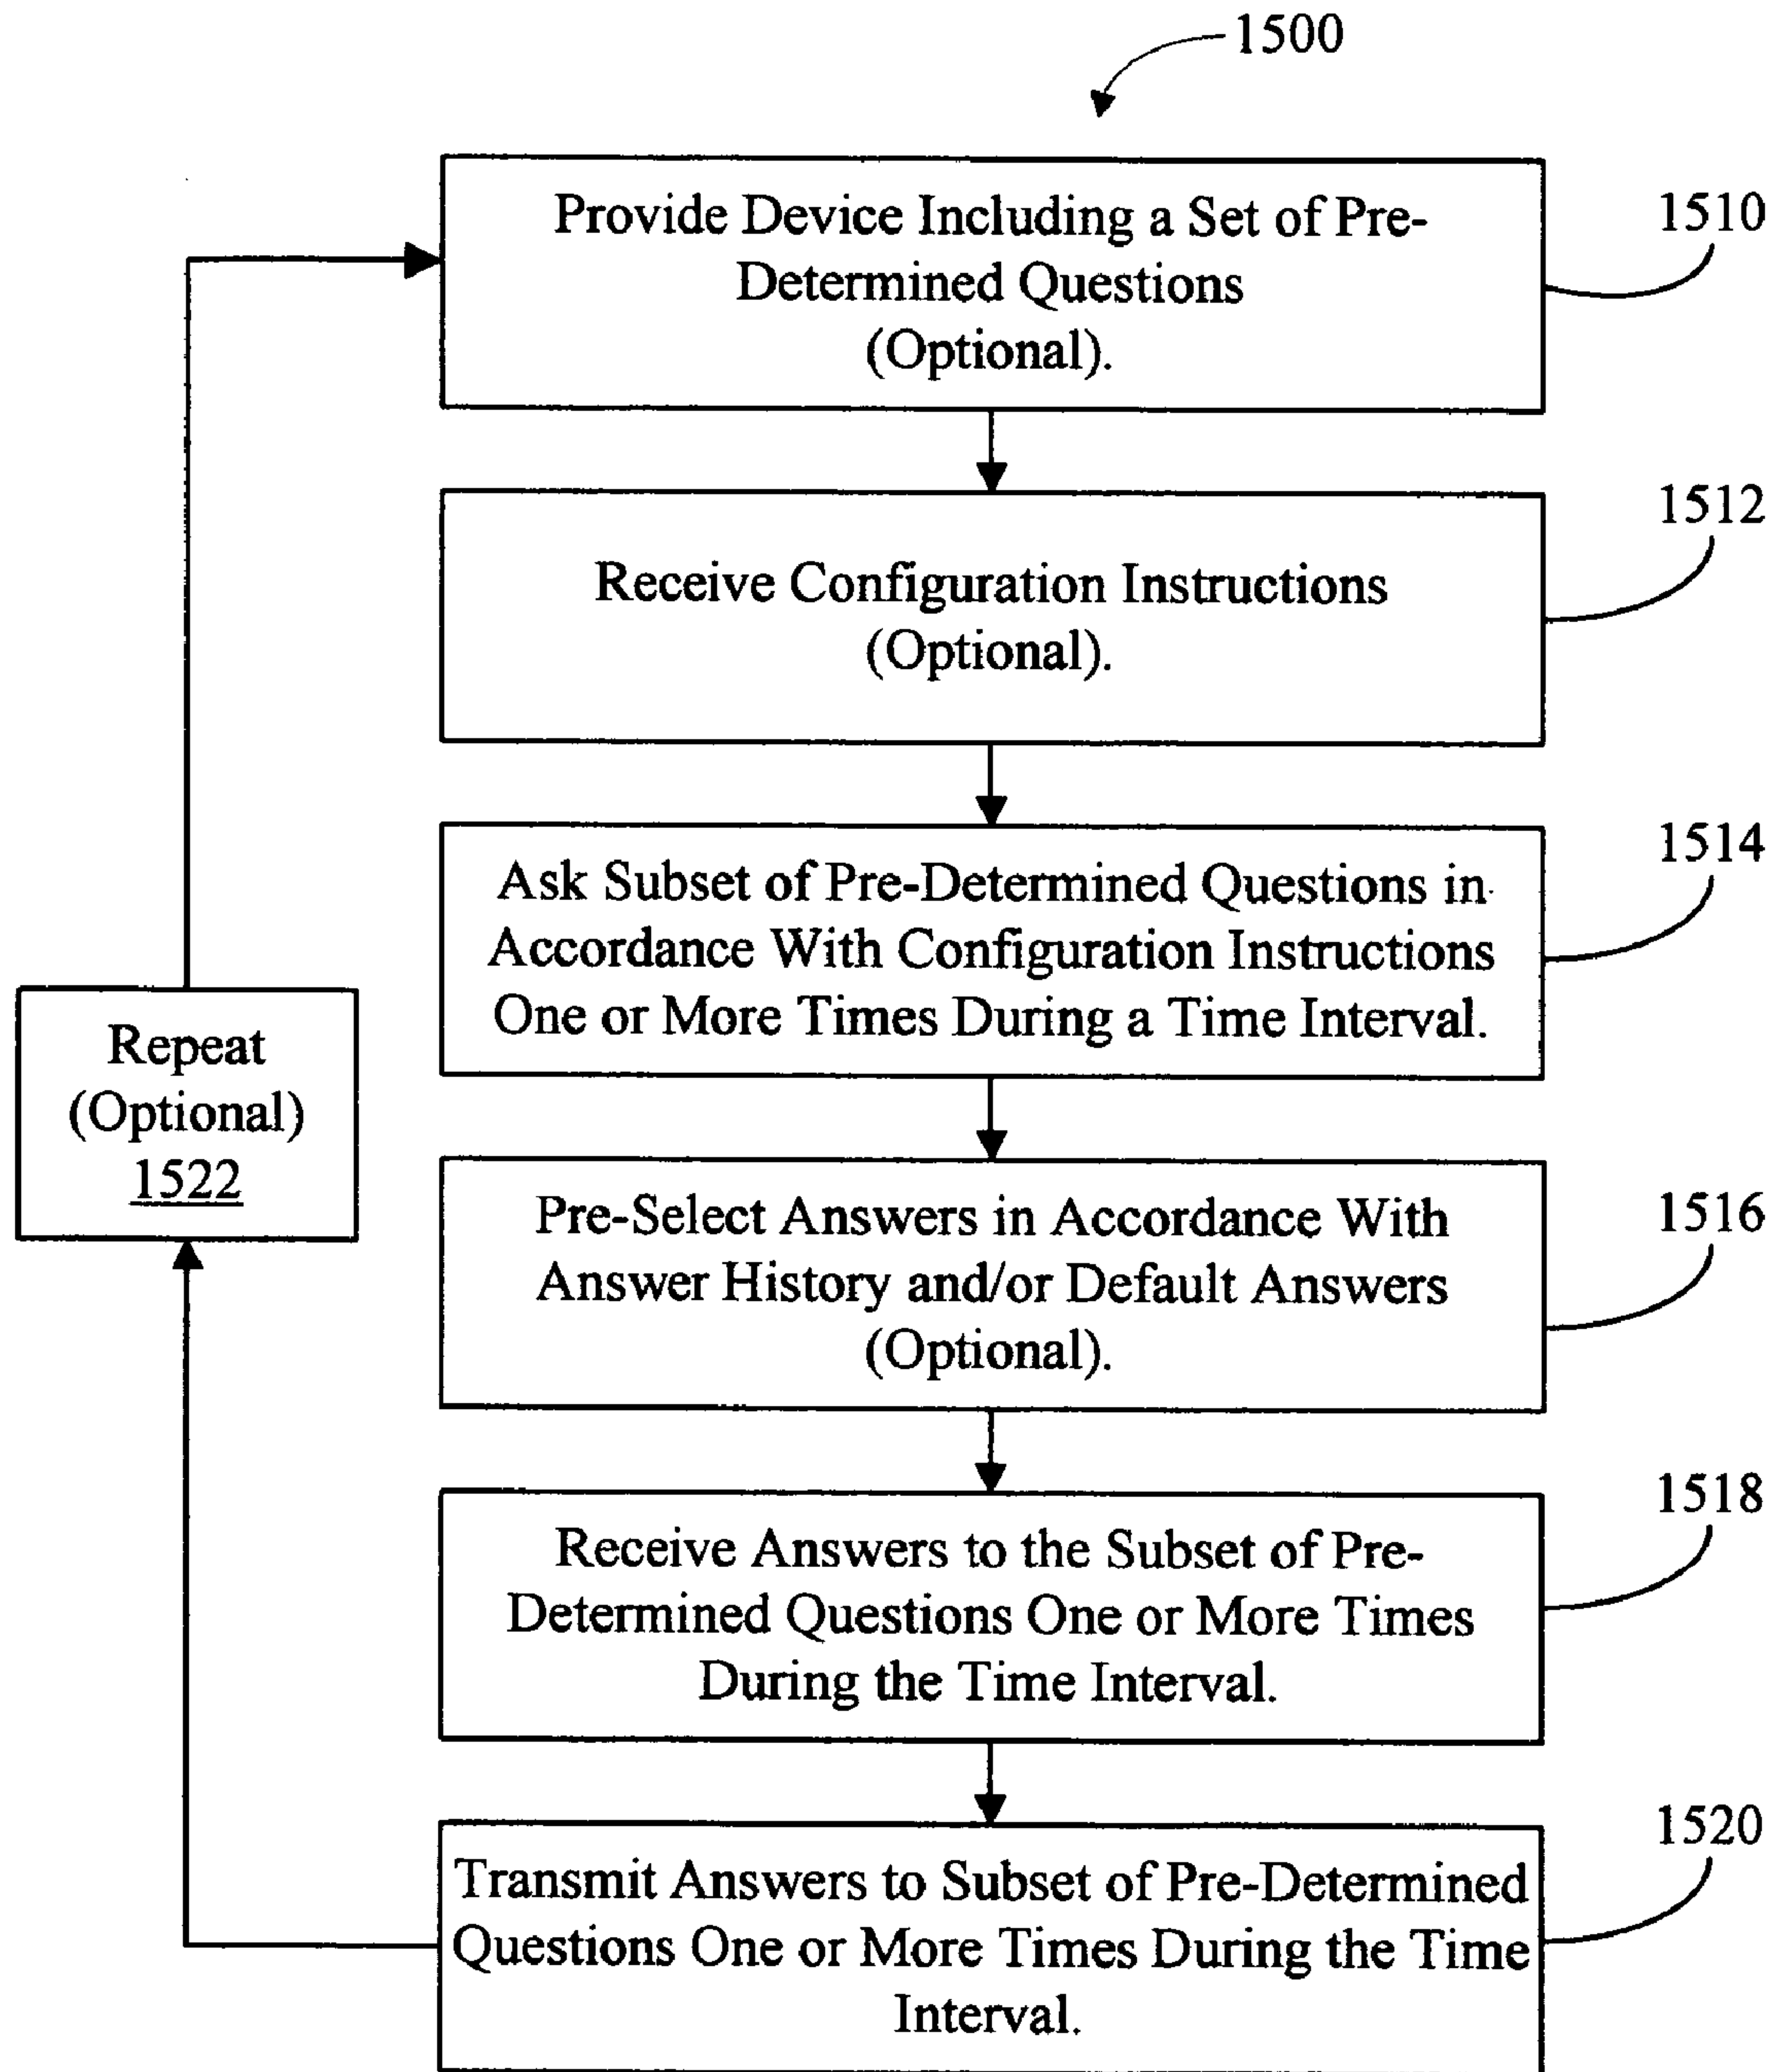 1500
Provide Device Including a Set of Pre-
Determined Questions
(Optional).
1510
Receive Configuration Instructions
(Optional).
1512
Ask Subset of Pre-Determined Questions in
Accordance With Configuration Instructions
One or More Times During a Time Interval.
1514
Repeat
(Optional)
1522
Pre-Select Answers in Accordance With
Answer History and/or Default Answers
(Optional).
1516
Receive Answers to the Subset of Pre-
Determined Questions One or More Times
During the Time Interval.
1518
Transmit Answers to Subset of Pre-Determined
Questions One or More Times During the Time
Interval.
1520